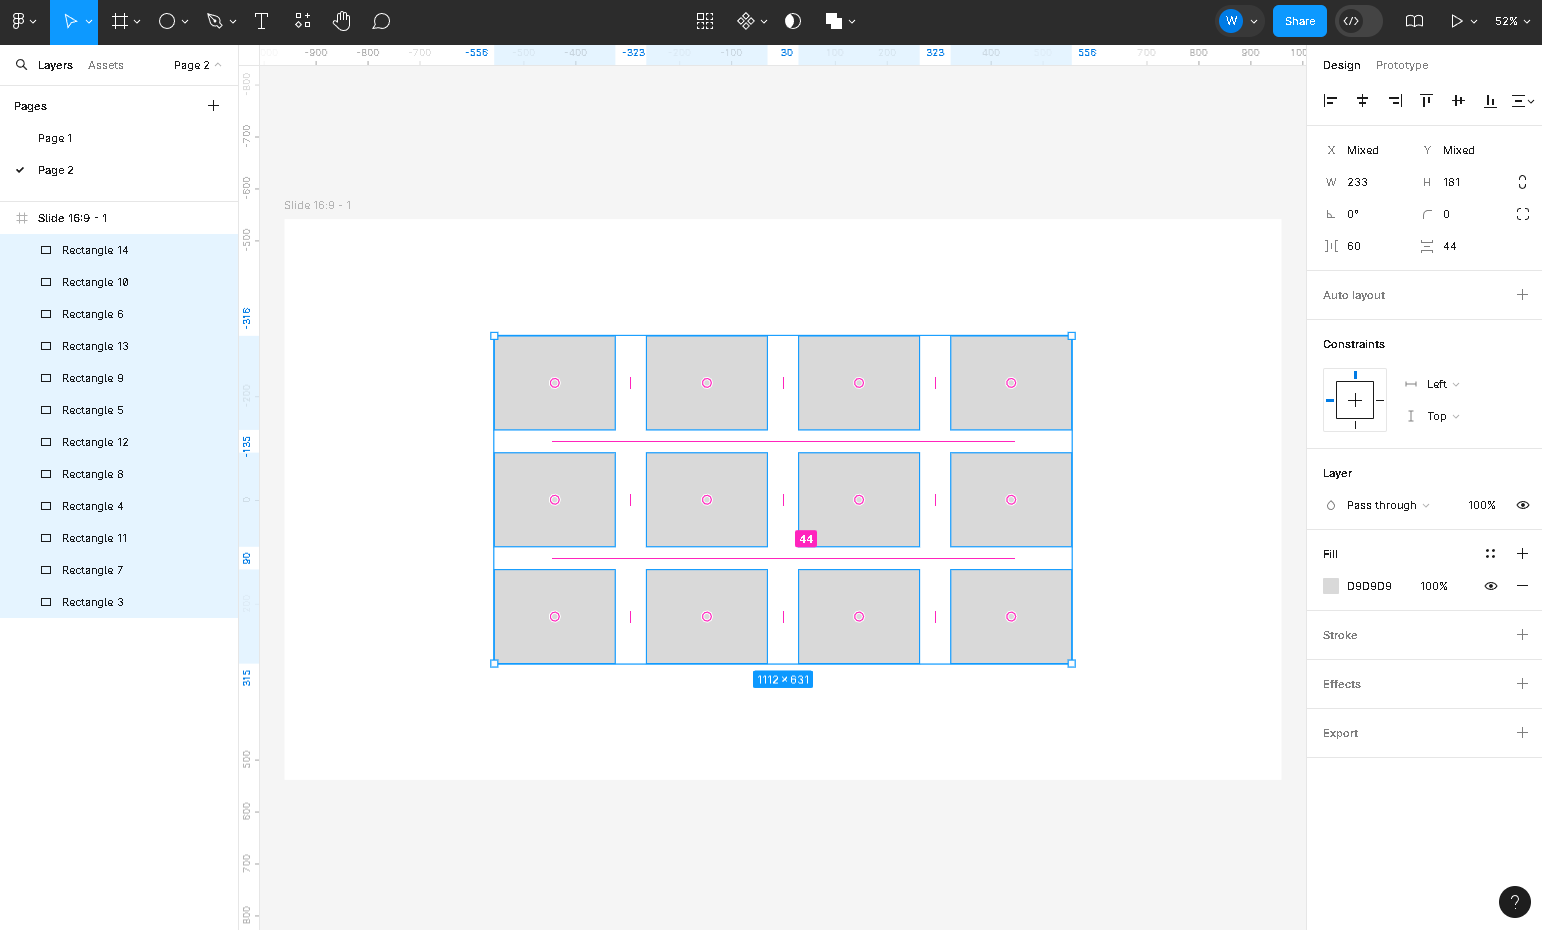 W
Share
52%
Layers
Assets
Page 2
Pages
Page 1
Page 2
Slide 16:9 - 1
Rectangle 14
Rectangle 10
Rectangle 6
Rectangle 13
Rectangle 9
Rectangle 5
Rectangle 12
Rectangle 8
Rectangle 4
Rectangle 11
Rectangle 7
Rectangle 3
-900 -800 -700 -556 -500 -400 -323 -200 -100 30 100 200 323 400 556 700 800 900
-800
-700
-600
-500
-316
-200
-135
0
90
200
315
500
600
700
800
Slide 16:9 - 1
44
1112 × 631
Design
Prototype
X Mixed
Y Mixed
W 233
H 181
0°
0
60
44
Auto layout
Constraints
Left
Top
Layer
Pass through
100%
Fill
D9D9D9
100%
Stroke
Effects
Export
?